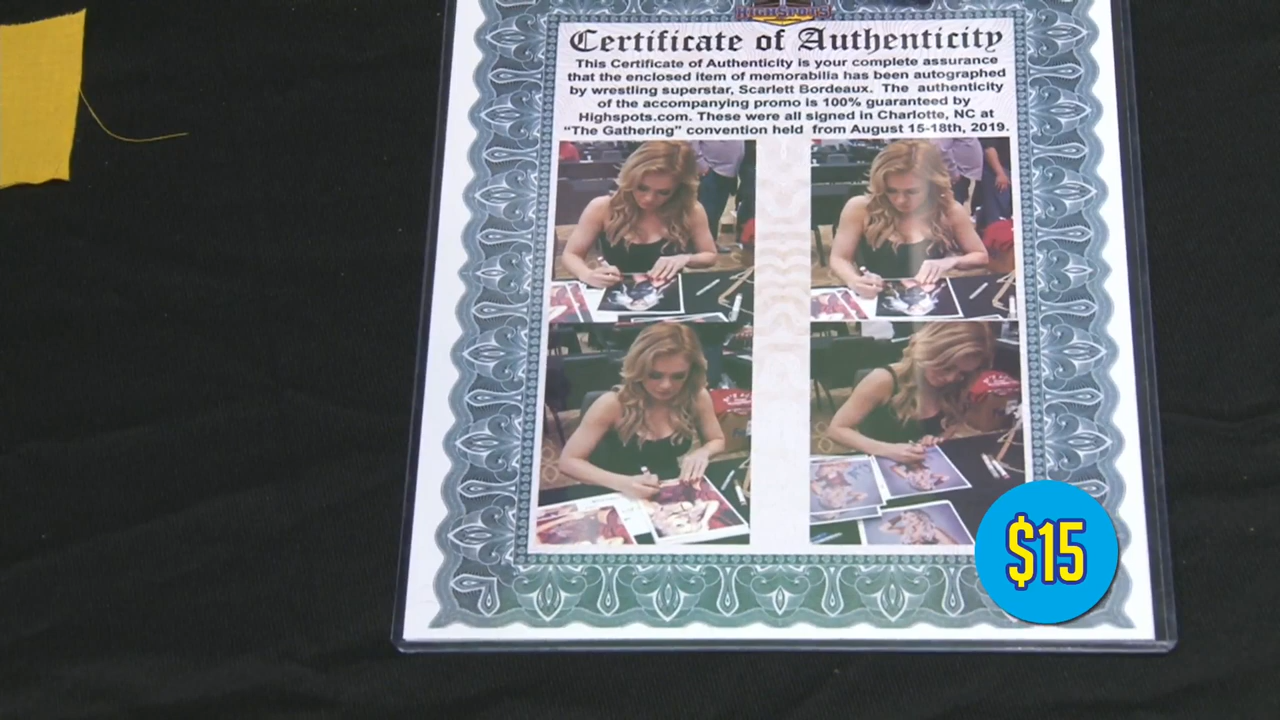 HIGHSPOTS
Certificate of Authenticity
This Certificate of Authenticity is your complete assurance
that the enclosed item of memorabilia has been autographed
by wrestling superstar, Scarlett Bordeaux. The authenticity
of the accompanying promo is 100% guaranteed by
Highspots.com. These were all signed in Charlotte, NC at
"The Gathering" convention held from August 15-18th, 2019.
$15